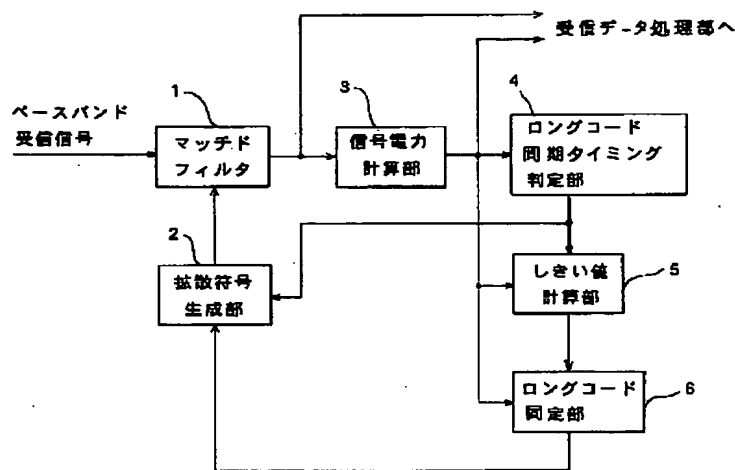 受信データ処理部へ
ベースバンド
受信信号
1
マッチド
フィルタ
3
信号電力
計算部
4
ロングコード
同期タイミング
判定部
2
拡散符号
生成部
しきい値
計算部
5
ロングコード
同定部
6